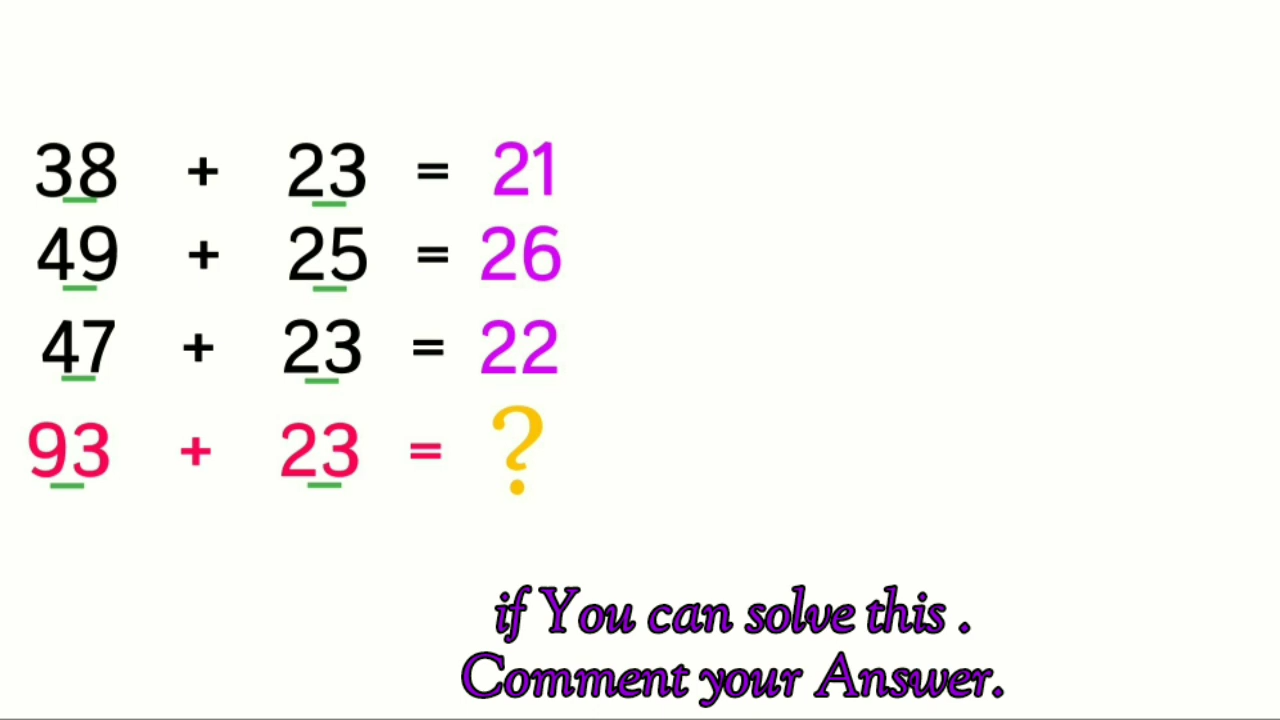 38 + 23 = 21
49 + 25 = 26
47 + 23 = 22
93 + 23 = ?
if You can solve this .
Comment your Answer.